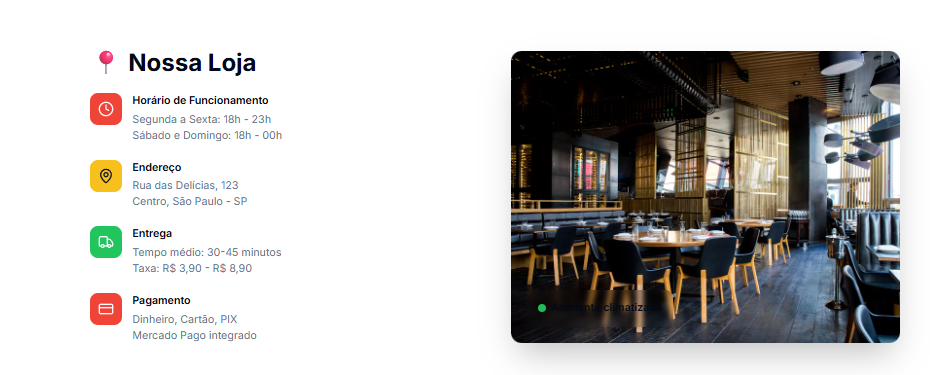 Nossa Loja
Horário de Funcionamento
Segunda a Sexta: 18h - 23h
Sábado e Domingo: 18h - 00h
Endereço
Rua das Delícias, 123
Centro, São Paulo - SP
Entrega
Tempo médio: 30-45 minutos
Taxa: R$ 3,90 - R$ 8,90
Pagamento
Dinheiro, Cartão, PIX
Mercado Pago integrado